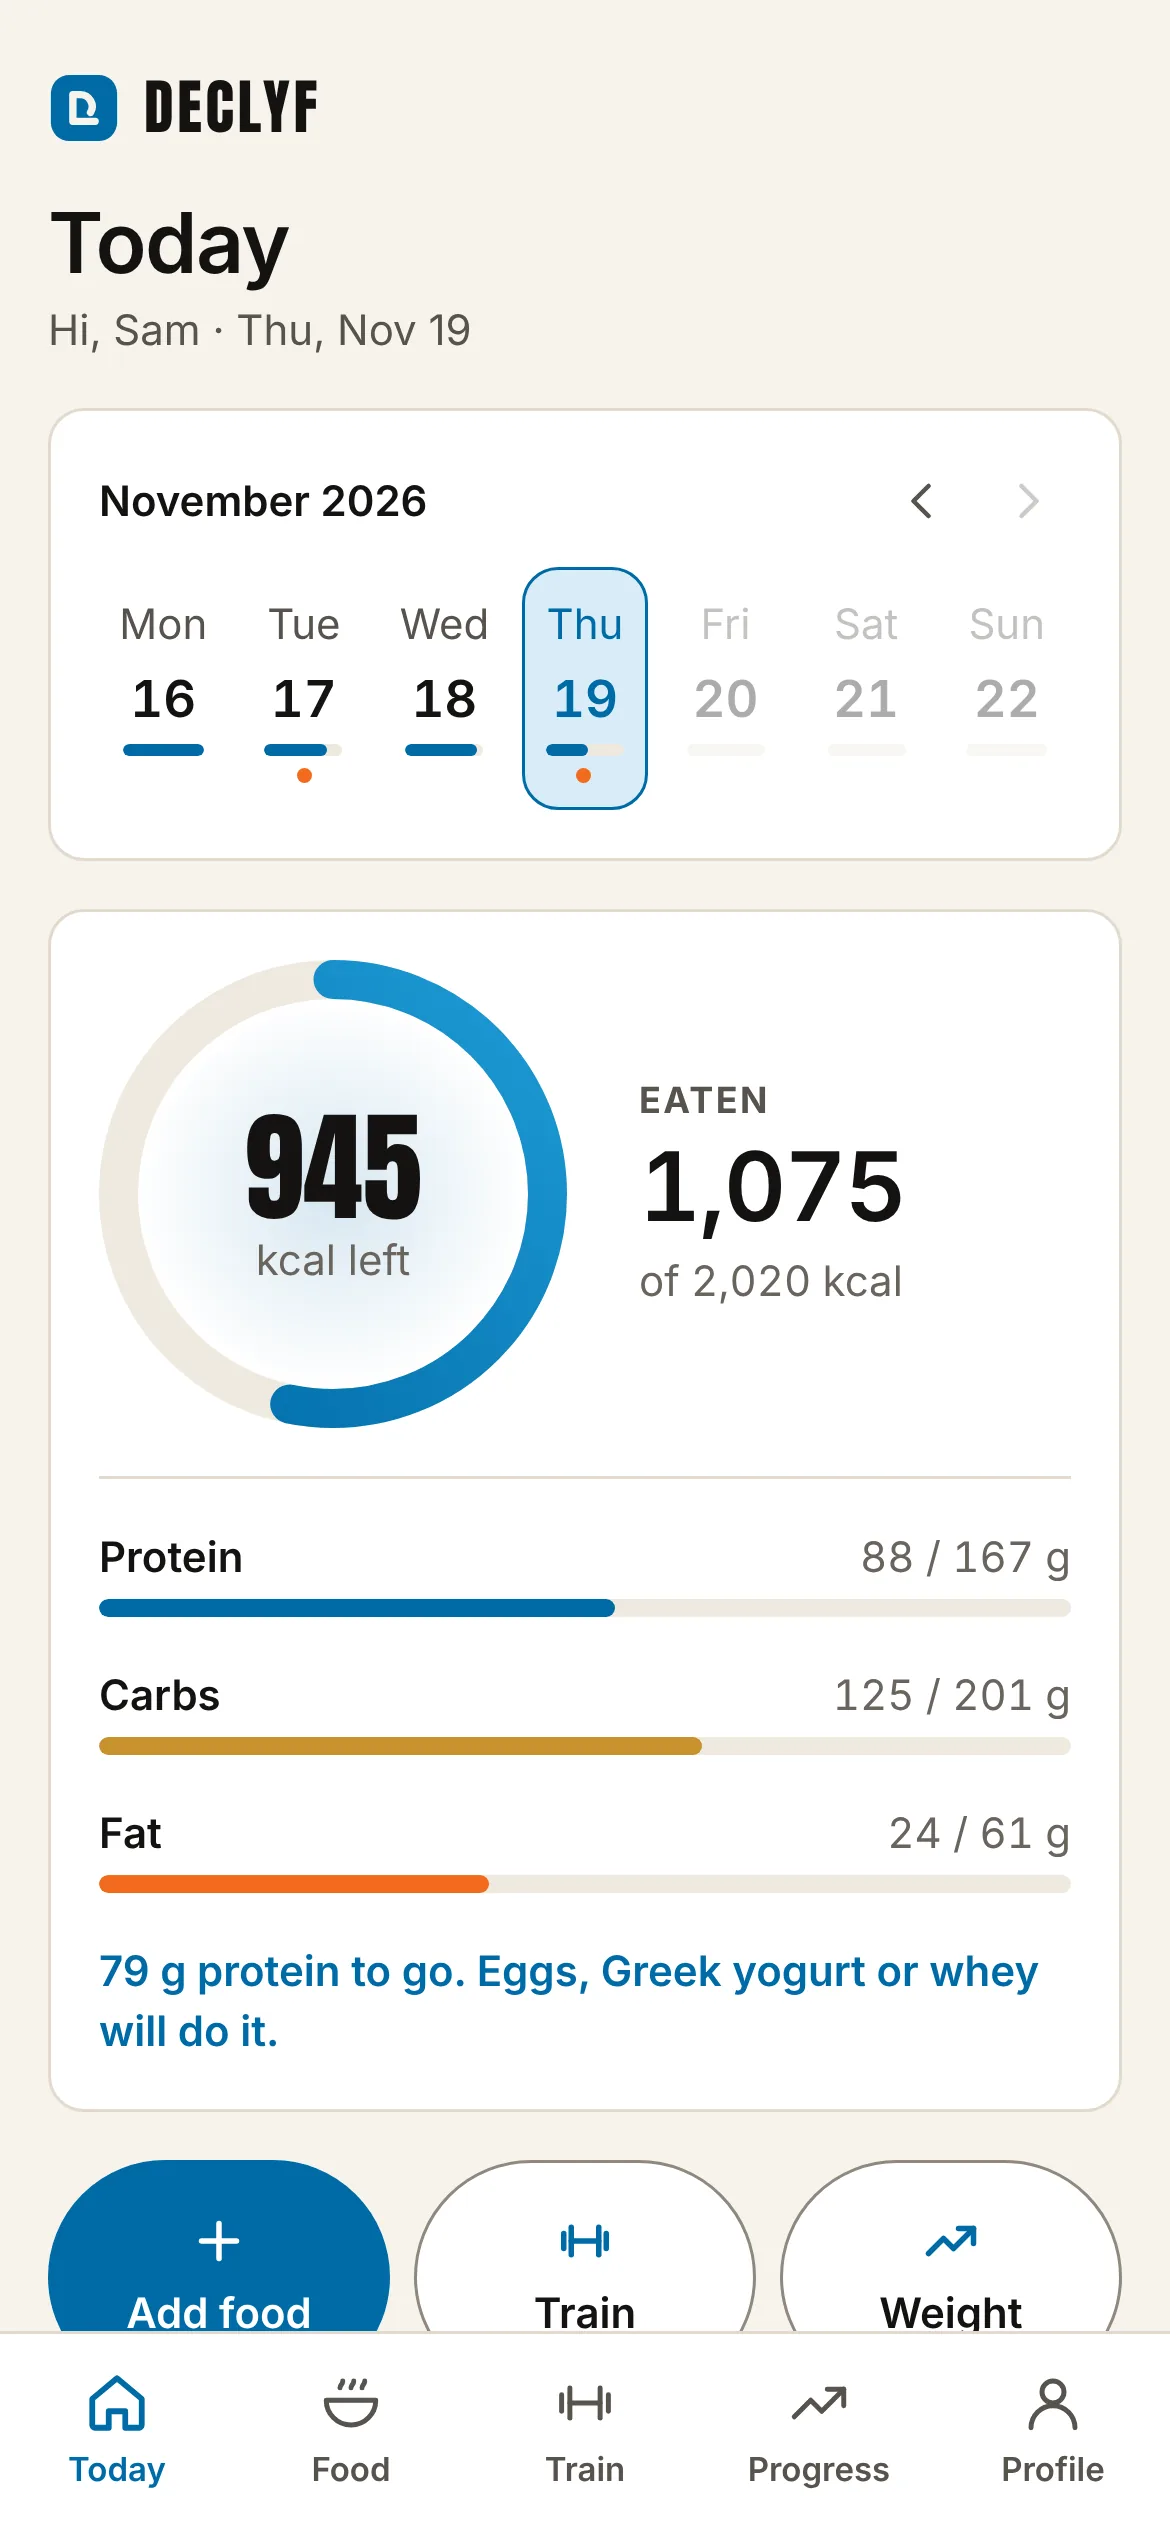 DECLYF
Today
Hi, Sam · Thu, Nov 19
November 2026
Mon Tue Wed Thu Fri Sat Sun
16 17 18 19 20 21 22
945
kcal left
EATEN
1,075
of 2,020 kcal
Protein 88 / 167 g
Carbs 125 / 201 g
Fat 24 / 61 g
79 g protein to go. Eggs, Greek yogurt or whey
will do it.
Add food Train Weight
Today Food Train Progress Profile